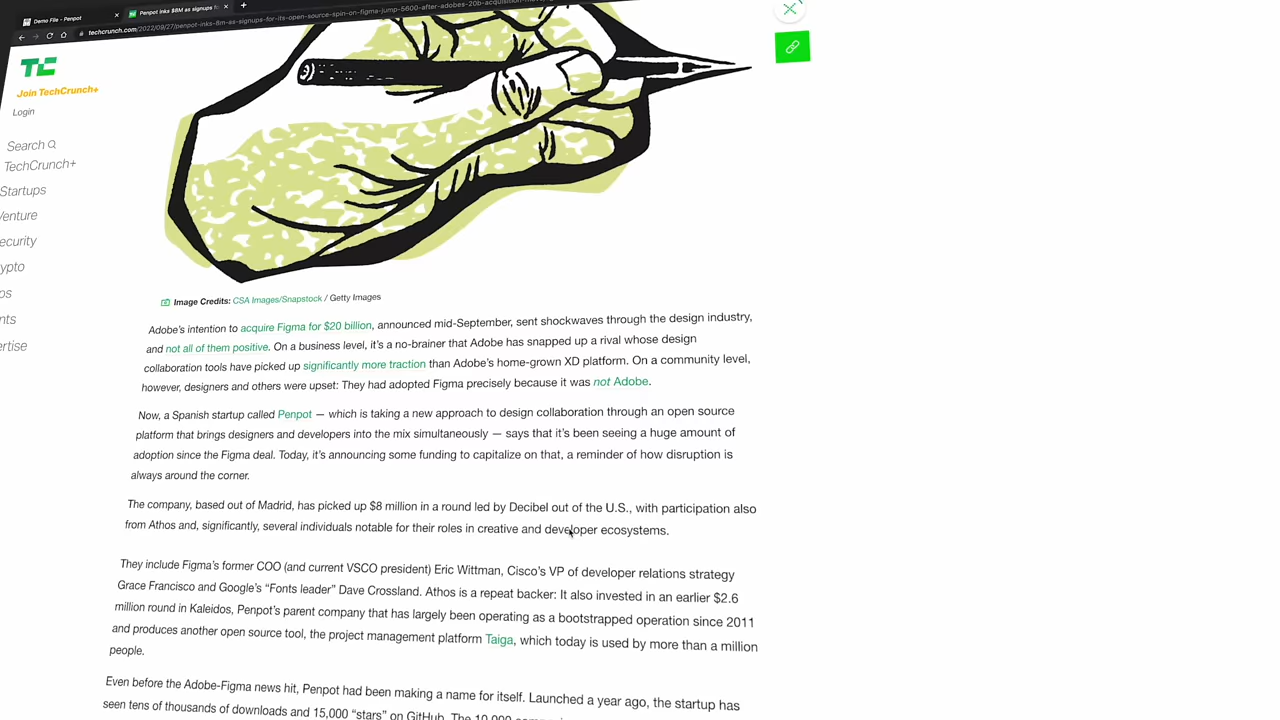 Demo File - Penpot
Penpot inks $8M as signups f
techcrunch.com/2022/09/27/penpot-inks-8m-as-signups-for-its-open-source-spin-on-figma-jump-5600-after-adobes-20b-acquisition-
TC
Join TechCrunch+
Login
Search
TechCrunch+
Startups
Venture
ecurity
ypto
ps
nts
ertise
Image Credits: CSA Images/Snapstock / Getty Images
Adobe's intention to acquire Figma for $20 billion, announced mid-September, sent shockwaves through the design industry,
and not all of them positive. On a business level, it's a no-brainer that Adobe has snapped up a rival whose design
collaboration tools have picked up significantly more traction than Adobe's home-grown XD platform. On a community level,
however, designers and others were upset: They had adopted Figma precisely because it was not Adobe.
Now, a Spanish startup called Penpot — which is taking a new approach to design collaboration through an open source
platform that brings designers and developers into the mix simultaneously — says that it's been seeing a huge amount of
adoption since the Figma deal. Today, it's announcing some funding to capitalize on that, a reminder of how disruption is
always around the corner.
The company, based out of Madrid, has picked up $8 million in a round led by Decibel out of the U.S., with participation also
from Athos and, significantly, several individuals notable for their roles in creative and developer ecosystems.
They include Figma's former COO (and current VSCO president) Eric Wittman, Cisco's VP of developer relations strategy
Grace Francisco and Google's "Fonts leader" Dave Crossland. Athos is a repeat backer: It also invested in an earlier $2.6
million round in Kaleidos, Penpot's parent company that has largely been operating as a bootstrapped operation since 2011
and produces another open source tool, the project management platform Taiga, which today is used by more than a million
people.
Even before the Adobe-Figma news hit, Penpot had been making a name for itself. Launched a year ago, the startup has
seen tens of thousands of downloads and 15,000 "stars" on GitHub. The 10,000